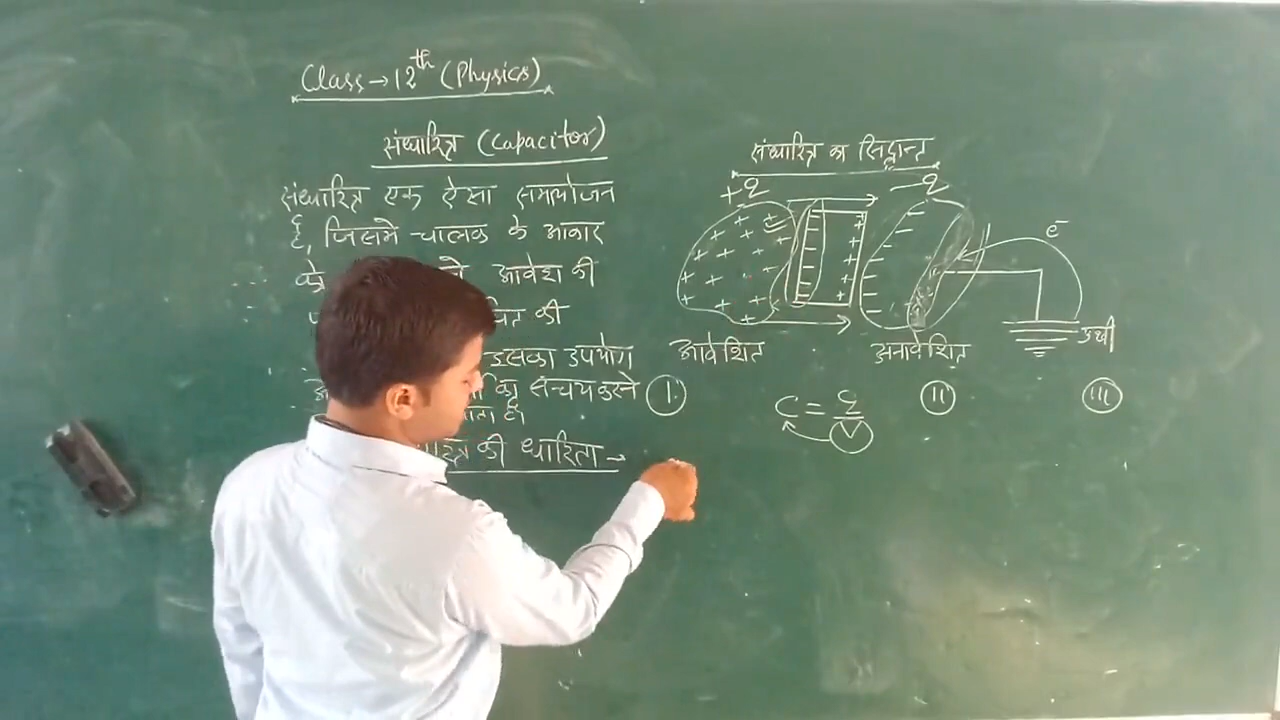 Class → 12th (Physics)
संधारित्र (Capacitor)
संधारित्र एक ऐसा समायोजन
है, जिसमे चालक के आकार
आवेश की
की
इसका उपयोग
का सन्चय करने
जाता है।
की धारिता →
संधारित्र का सिद्धान्त
+q
-q
e-
पृथ्वी
आवेशित
अनावेशित
I
II
III
C = q/V